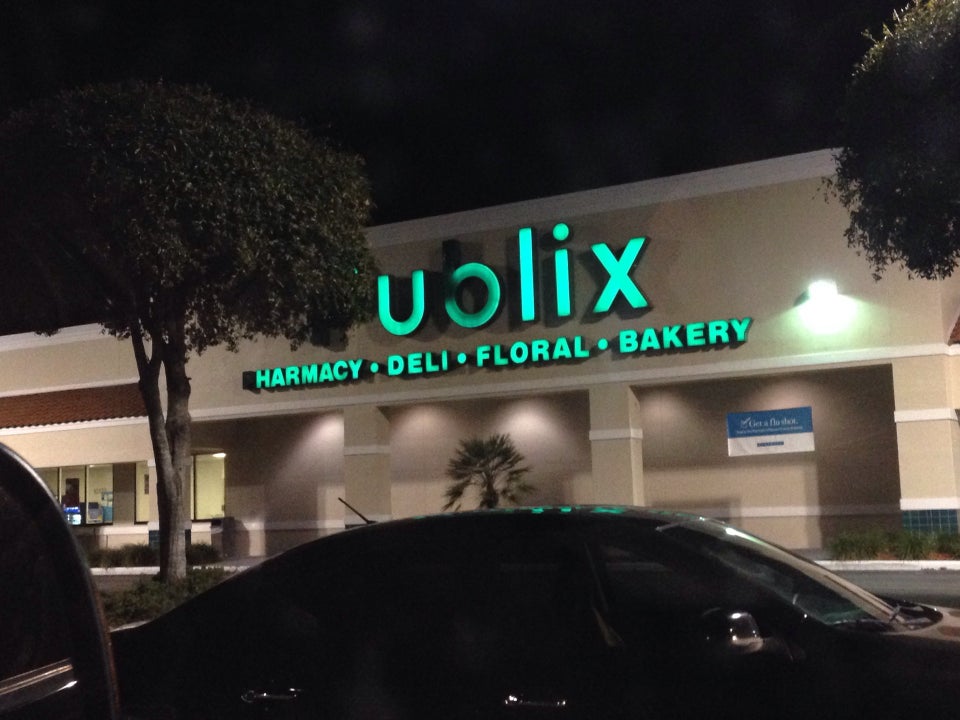 ublix
HARMACY • DELI • FLORAL • BAKERY
Get a flu shot.